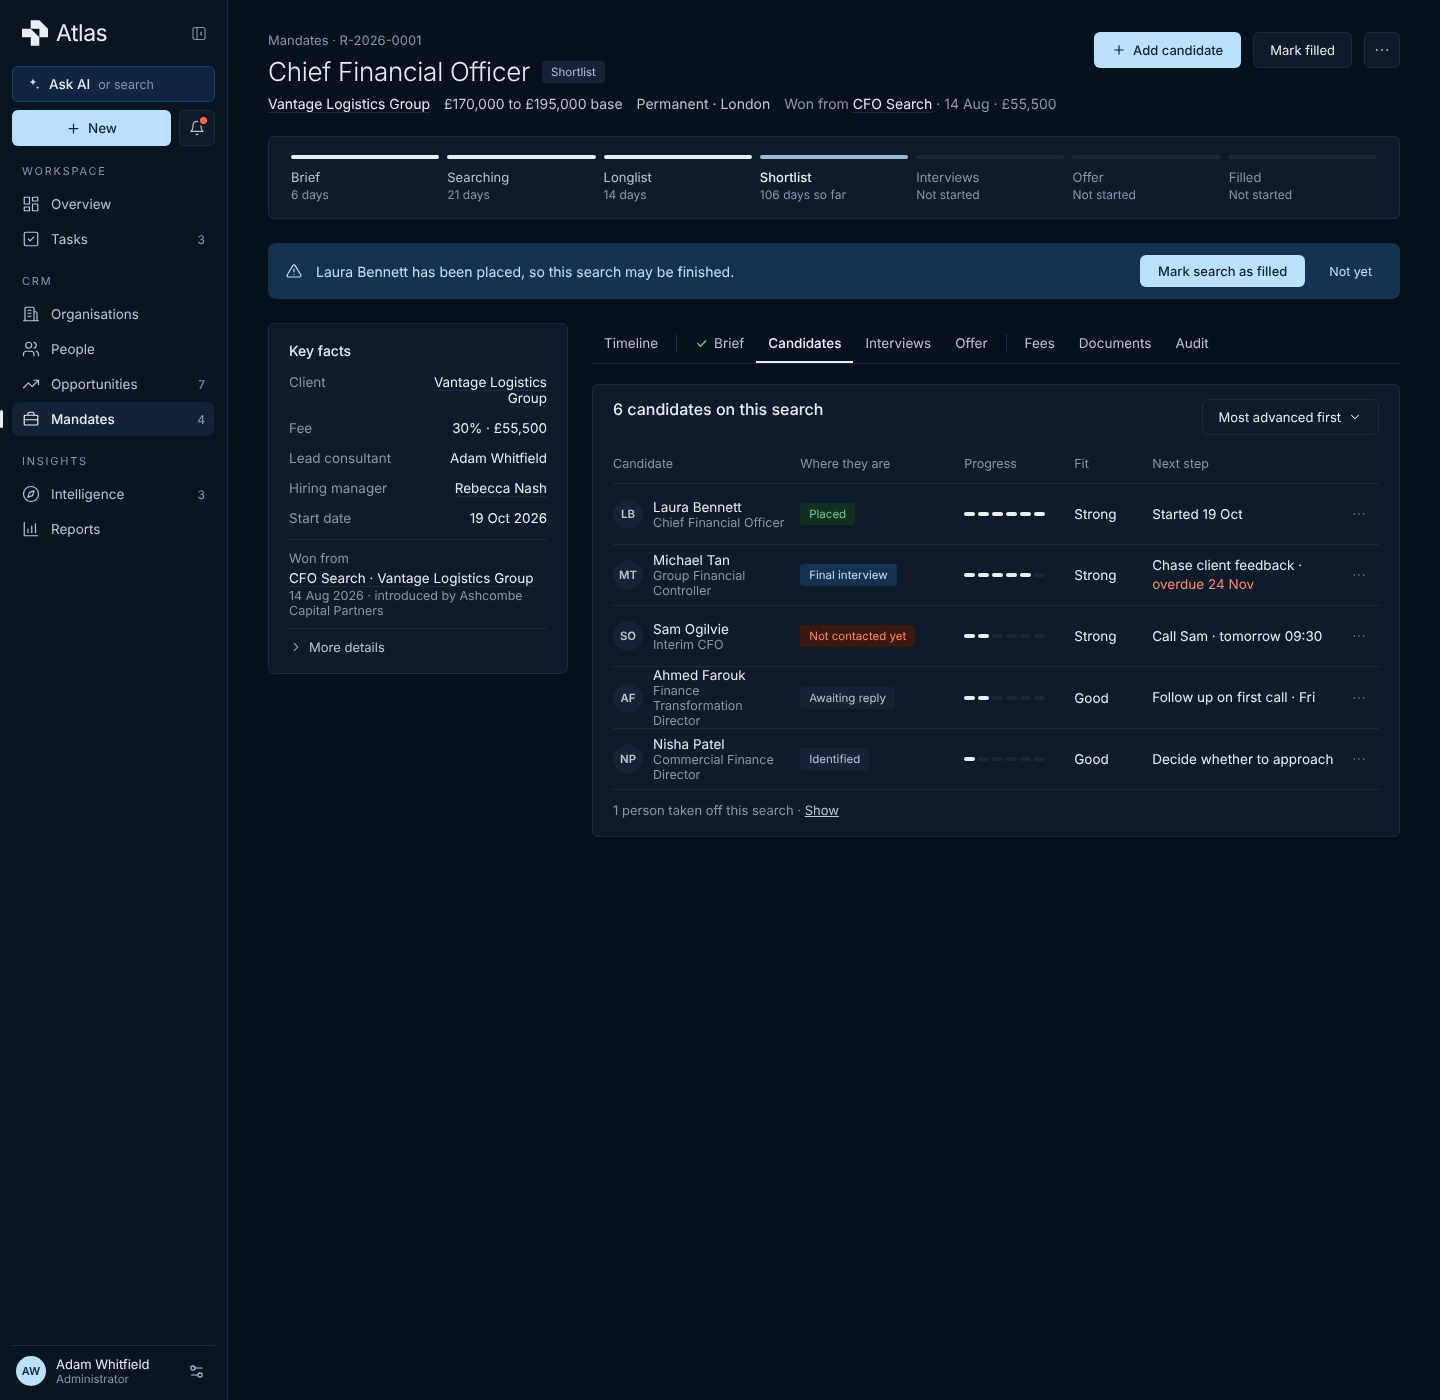 Atlas
Ask AI or search
New
WORKSPACE
Overview
Tasks 3
CRM
Organisations
People
Opportunities 7
Mandates 4
INSIGHTS
Intelligence 3
Reports
AW
Adam Whitfield
Administrator
Mandates · R-2026-0001
Chief Financial Officer Shortlist
Vantage Logistics Group £170,000 to £195,000 base Permanent · London Won from CFO Search · 14 Aug · £55,500
Add candidate
Mark filled
Brief
6 days
Searching
21 days
Longlist
14 days
Shortlist
106 days so far
Interviews
Not started
Offer
Not started
Filled
Not started
Laura Bennett has been placed, so this search may be finished.
Mark search as filled
Not yet
Key facts
Client Vantage Logistics
Group
Fee 30% · £55,500
Lead consultant Adam Whitfield
Hiring manager Rebecca Nash
Start date 19 Oct 2026
Won from
CFO Search · Vantage Logistics Group
14 Aug 2026 · introduced by Ashcombe
Capital Partners
More details
Timeline Brief Candidates Interviews Offer Fees Documents Audit
6 candidates on this search
Most advanced first
Candidate Where they are Progress Fit Next step
LB
Laura Bennett
Chief Financial Officer
Placed
Strong
Started 19 Oct
MT
Michael Tan
Group Financial
Controller
Final interview
Strong
Chase client feedback ·
overdue 24 Nov
SO
Sam Ogilvie
Interim CFO
Not contacted yet
Strong
Call Sam · tomorrow 09:30
AF
Ahmed Farouk
Finance
Transformation
Director
Awaiting reply
Good
Follow up on first call · Fri
NP
Nisha Patel
Commercial Finance
Director
Identified
Good
Decide whether to approach
1 person taken off this search · Show